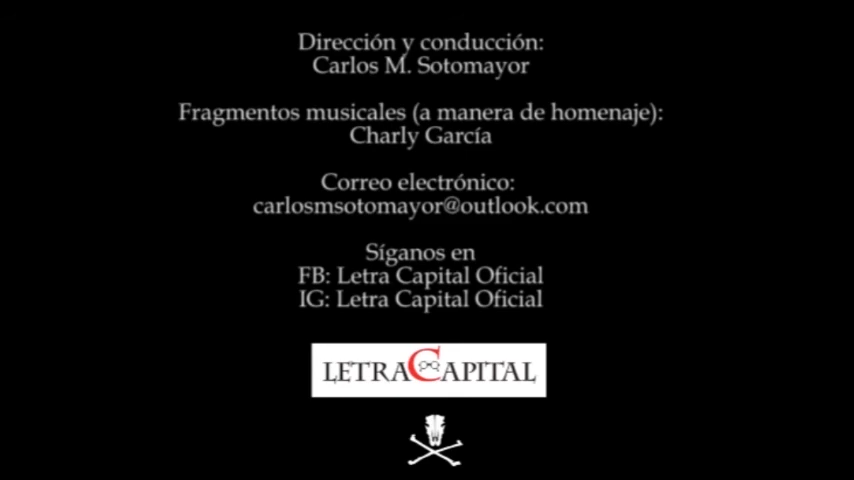 Dirección y conducción:
Carlos M. Sotomayor
Fragmentos musicales (a manera de homenaje):
Charly García
Correo electrónico:
carlosmsotomayor@outlook.com
Síganos en
FB: Letra Capital Oficial
IG: Letra Capital Oficial
LETRA CAPITAL